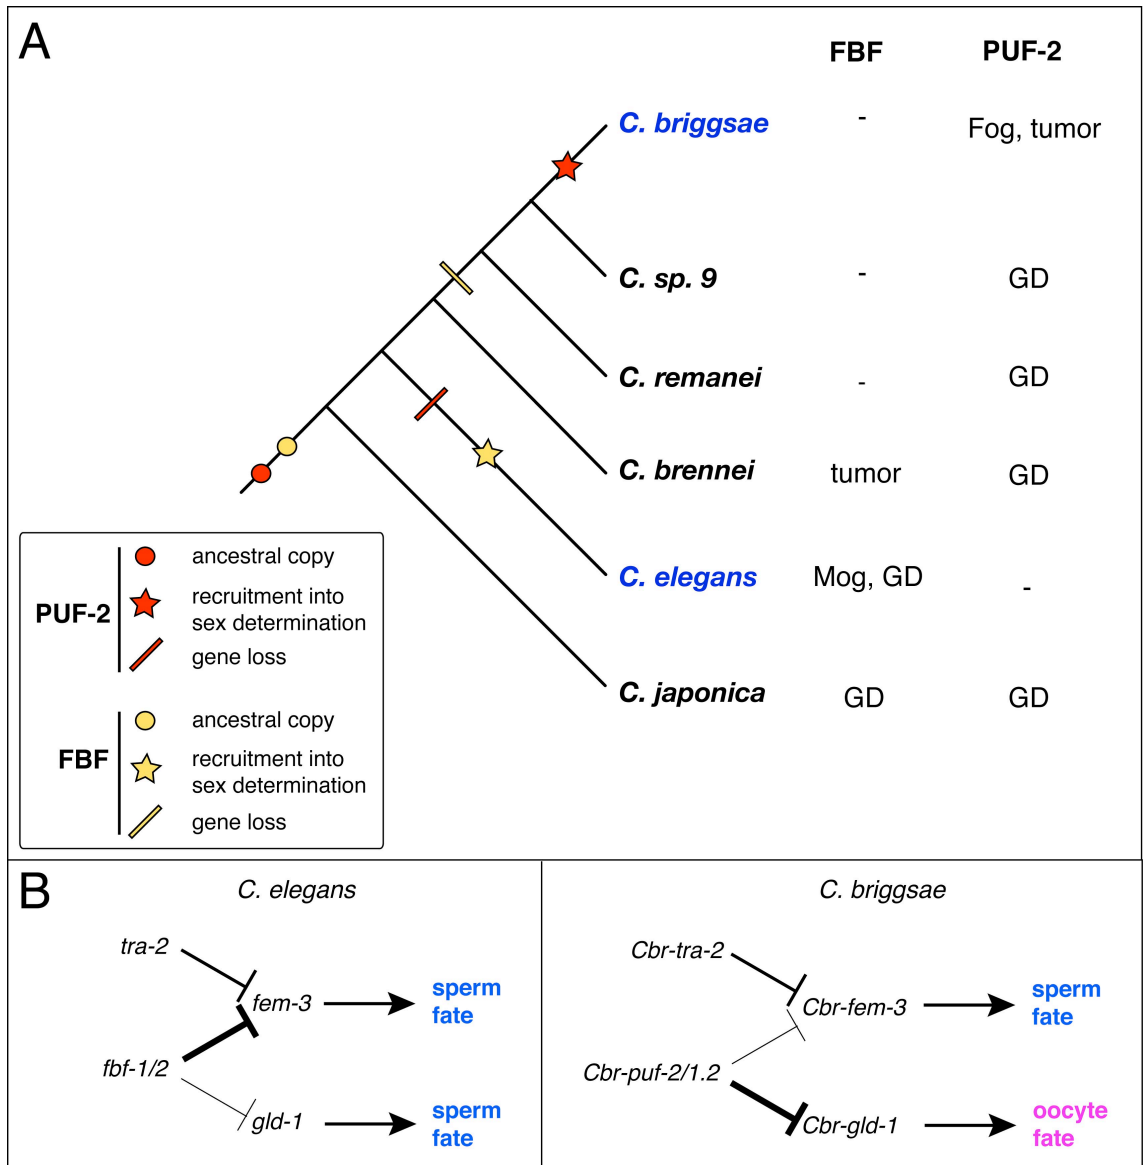 A
FBF PUF-2
C. briggsae - Fog, tumor
C. sp. 9 - GD
C. remanei - GD
C. brennei tumor GD
C. elegans Mog, GD -
C. japonica GD GD
PUF-2
ancestral copy
recruitment into
sex determination
gene loss
FBF
ancestral copy
recruitment into
sex determination
gene loss
B
C. elegans
tra-2
fem-3
sperm
fate
fbf-1/2
gld-1
sperm
fate
C. briggsae
Cbr-tra-2
Cbr-fem-3
sperm
fate
Cbr-puf-2/1.2
Cbr-gld-1
oocyte
fate